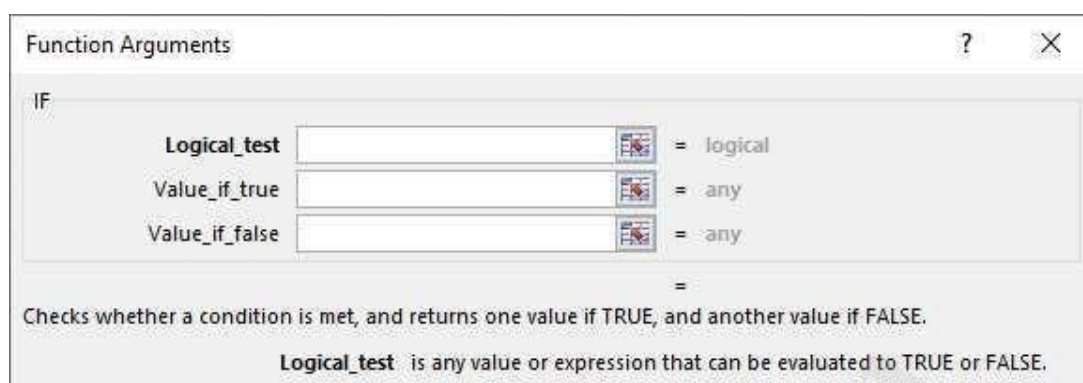 Function Arguments ? X
IF
Logical_test = logical
Value_if_true = any
Value_if_false = any
=
Checks whether a condition is met, and returns one value if TRUE, and another value if FALSE.
Logical_test is any value or expression that can be evaluated to TRUE or FALSE.